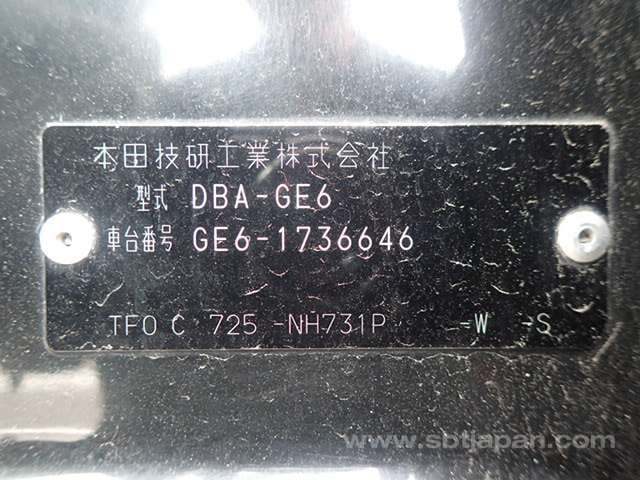 本田技研工業株式会社
型式 DBA-GE6
車台番号 GE6-1736646
TF0 C 725 -NH731P -W -S
www.sbtjapan.com